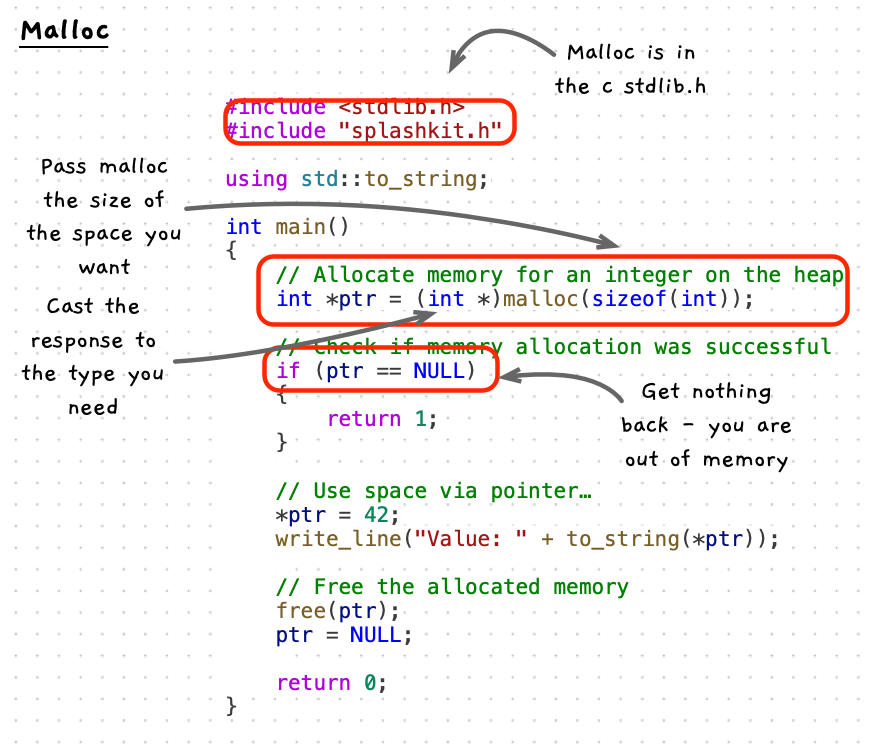 Malloc
Malloc is in
the c stdlib.h
#include <stdlib.h>
#include "splashkit.h"
Pass malloc
the size of
the space you
want
using std::to_string;
int main()
{
// Allocate memory for an integer on the heap
int *ptr = (int *)malloc(sizeof(int));
Cast the
response to
the type you
need
// Check if memory allocation was successful
if (ptr == NULL)
{
return 1;
}
Get nothing
back - you are
out of memory
// Use space via pointer…
*ptr = 42;
write_line("Value: " + to_string(*ptr));
// Free the allocated memory
free(ptr);
ptr = NULL;
return 0;
}